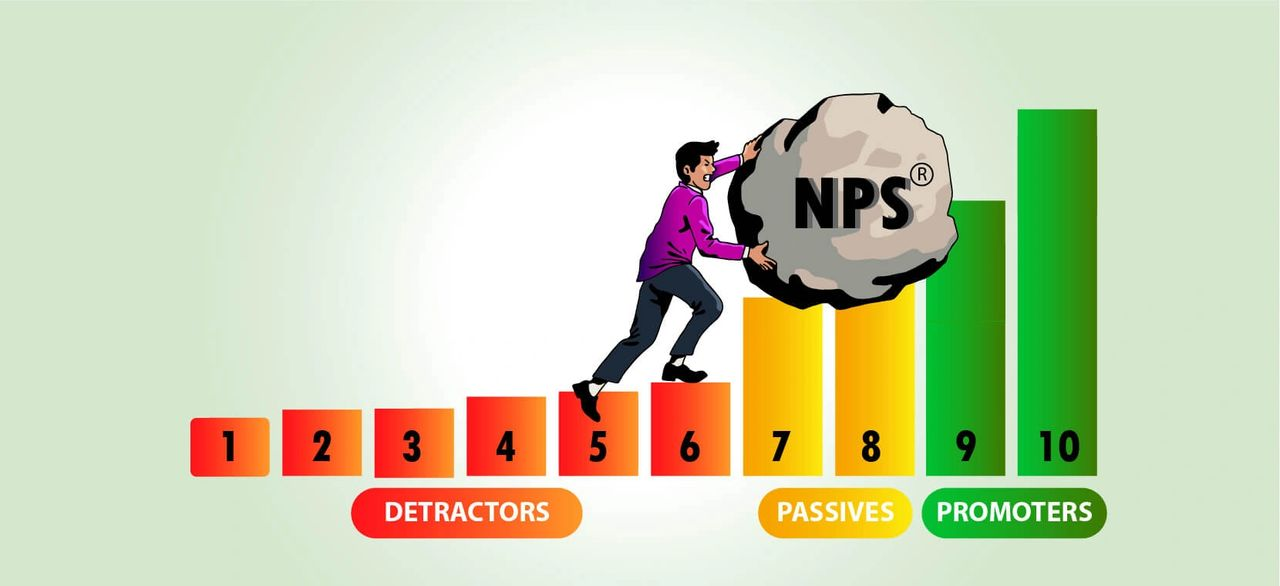 NPS®
1 2 3 4 5 6 7 8 9 10
DETRACTORS PASSIVES PROMOTERS